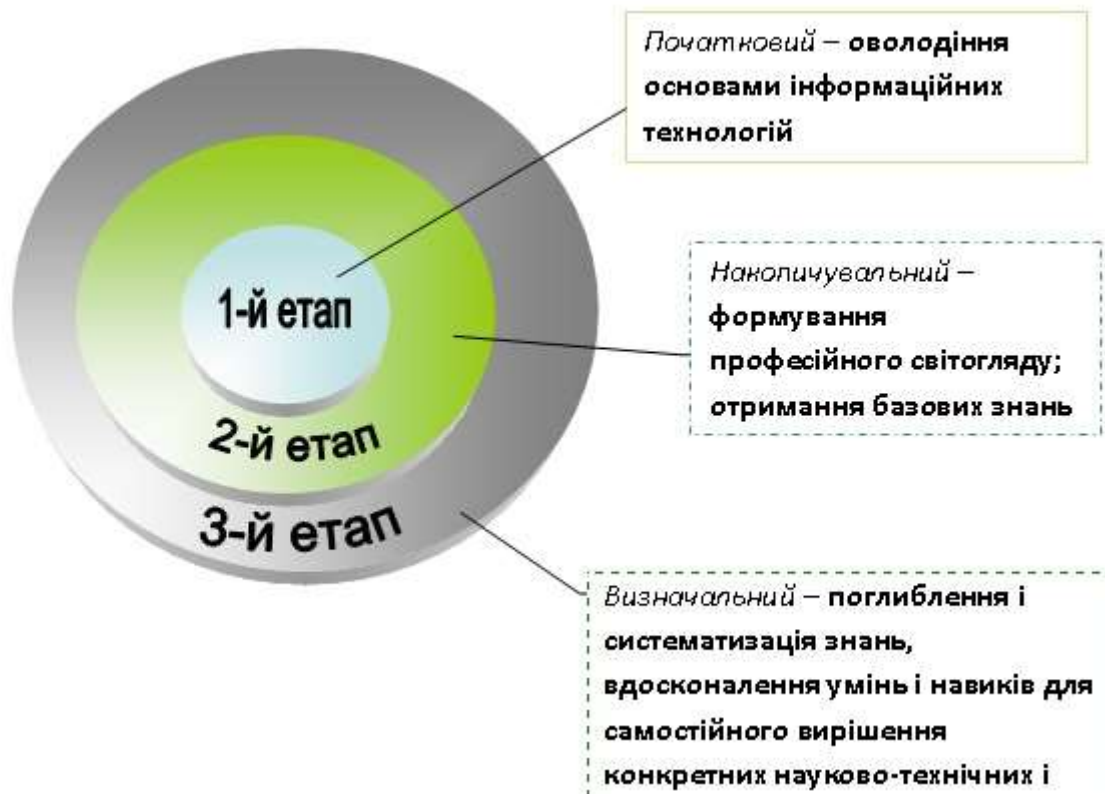 Початковий – оволодіння
основами інформаційних
технологій
1-й етап
Накопичувальний –
формування
професійного світогляду;
отримання базових знань
2-й етап
3-й етап
Визначальний – поглиблення і
систематизація знань,
вдосконалення умінь і навиків для
самостійного вирішення
конкретних науково-технічних і